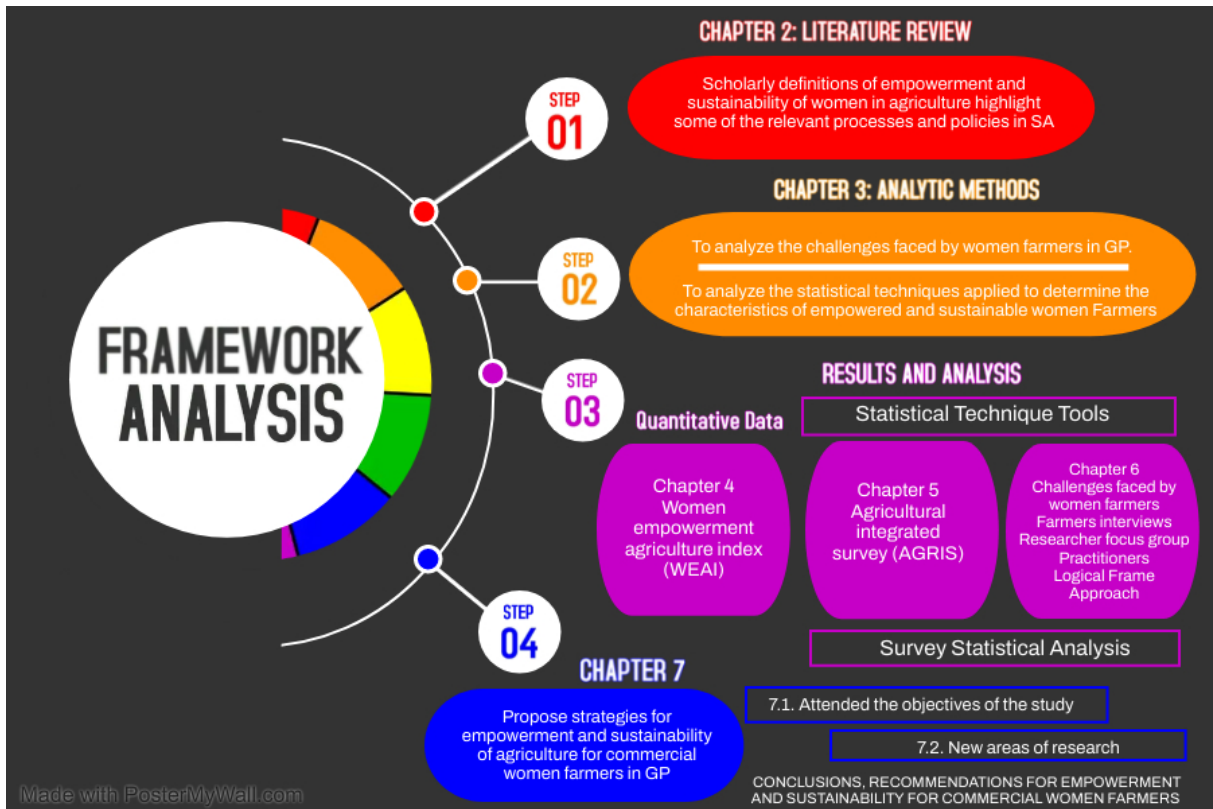 FRAMEWORK
ANALYSIS
STEP
01
CHAPTER 2: LITERATURE REVIEW
Scholarly definitions of empowerment and
sustainability of women in agriculture highlight
some of the relevant processes and policies in SA
STEP
02
CHAPTER 3: ANALYTIC METHODS
To analyze the challenges faced by women farmers in GP.
To analyze the statistical techniques applied to determine the
characteristics of empowered and sustainable women Farmers
STEP
03
RESULTS AND ANALYSIS
Quantitative Data
Statistical Technique Tools
Chapter 4
Women
empowerment
agriculture index
(WEAI)
Chapter 5
Agricultural
integrated
survey (AGRIS)
Chapter 6
Challenges faced by
women farmers
Farmers interviews
Researcher focus group
Practitioners
Logical Frame
Approach
Survey Statistical Analysis
STEP
04
CHAPTER 7
Propose strategies for
empowerment and sustainability
of agriculture for commercial
women farmers in GP
7.1. Attended the objectives of the study
7.2. New areas of research
CONCLUSIONS, RECOMMENDATIONS FOR EMPOWERMENT
AND SUSTAINABILITY FOR COMMERCIAL WOMEN FARMERS
Made with PosterMyWall.com